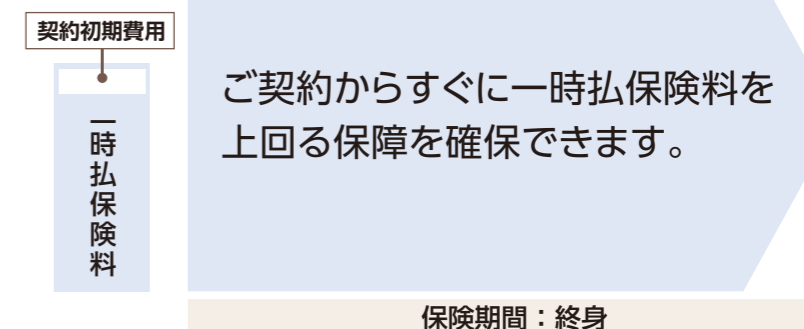 契約初期費用
一時払保険料
ご契約からすぐに一時払保険料を
上回る保障を確保できます。
保険期間：終身